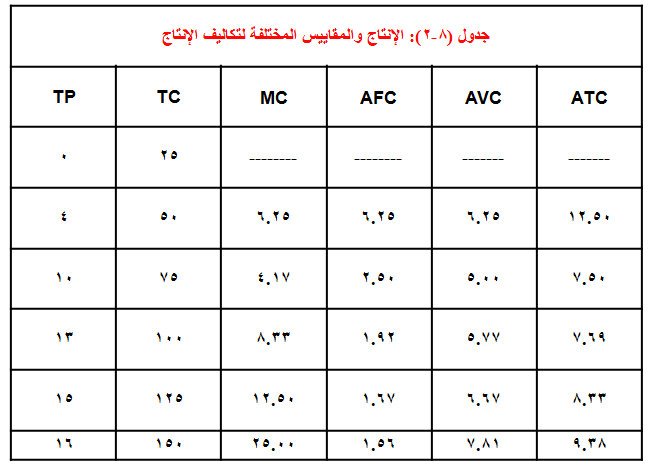 جدول (٨-٢): الإنتاج والمقاييس المختلفة لتكاليف الإنتاج
TP TC MC AFC AVC ATC
٠ ٢٥ -------- -------- ------- -------
٤ ٥٠ ٦.٢٥ ٦.٢٥ ٦.٢٥ ١٢.٥٠
١٠ ٧٥ ٤.١٧ ٢.٥٠ ٥.٠٠ ٧.٥٠
١٣ ١٠٠ ٨.٣٣ ١.٩٢ ٥.٧٧ ٧.٦٩
١٥ ١٢٥ ١٢.٥٠ ١.٦٧ ٦.٦٧ ٨.٣٣
١٦ ١٥٠ ٢٥.٠٠ ١.٥٦ ٧.٨١ ٩.٣٨